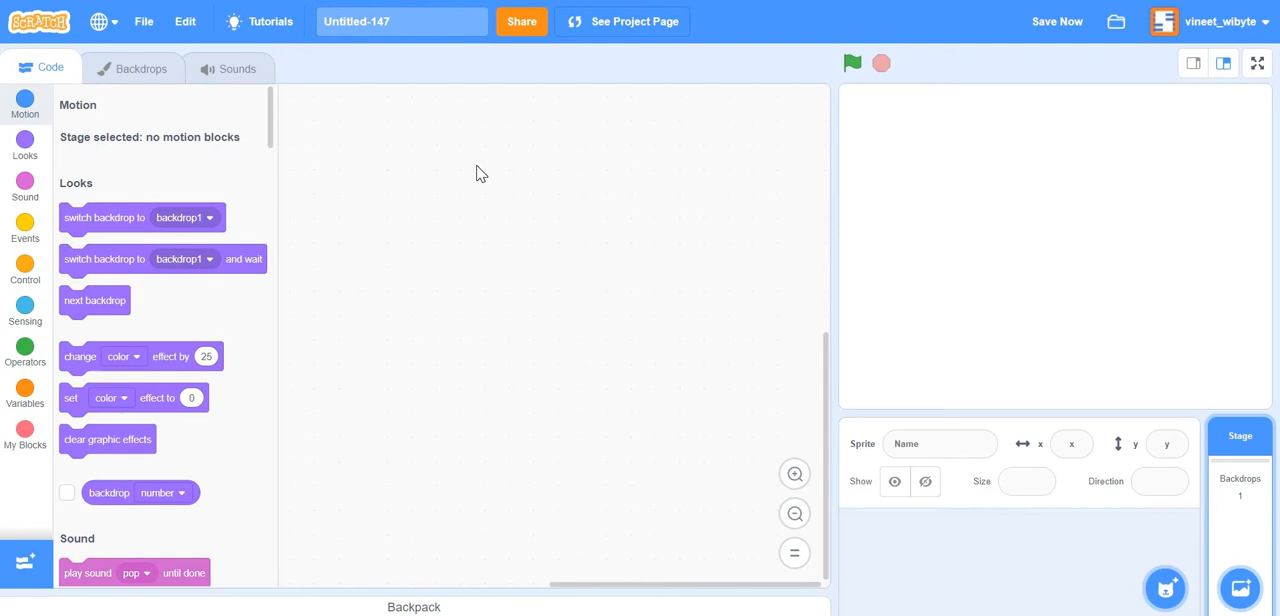 SCRATCH File Edit Tutorials Untitled-147 Share See Project Page Save Now vineet_wibyte
Code Backdrops Sounds
Motion
Looks
Sound
Events
Control
Sensing
Operators
Variables
My Blocks
Motion
Stage selected: no motion blocks
Looks
switch backdrop to backdrop1
switch backdrop to backdrop1 and wait
next backdrop
change color effect by 25
set color effect to 0
clear graphic effects
backdrop number
Sound
play sound pop until done
Sprite Name x x y y
Show Size Direction
Stage
Backdrops
1
Backpack